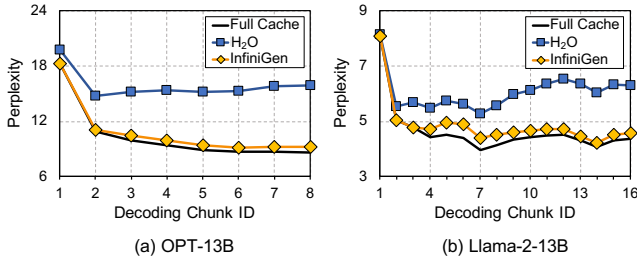 24
18
12
6
Perplexity
Full Cache
H₂O
InfiniGen
1 2 3 4 5 6 7 8
Decoding Chunk ID
(a) OPT-13B
9
7
5
3
Perplexity
Full Cache
H₂O
InfiniGen
1 4 7 10 13 16
Decoding Chunk ID
(b) Llama-2-13B